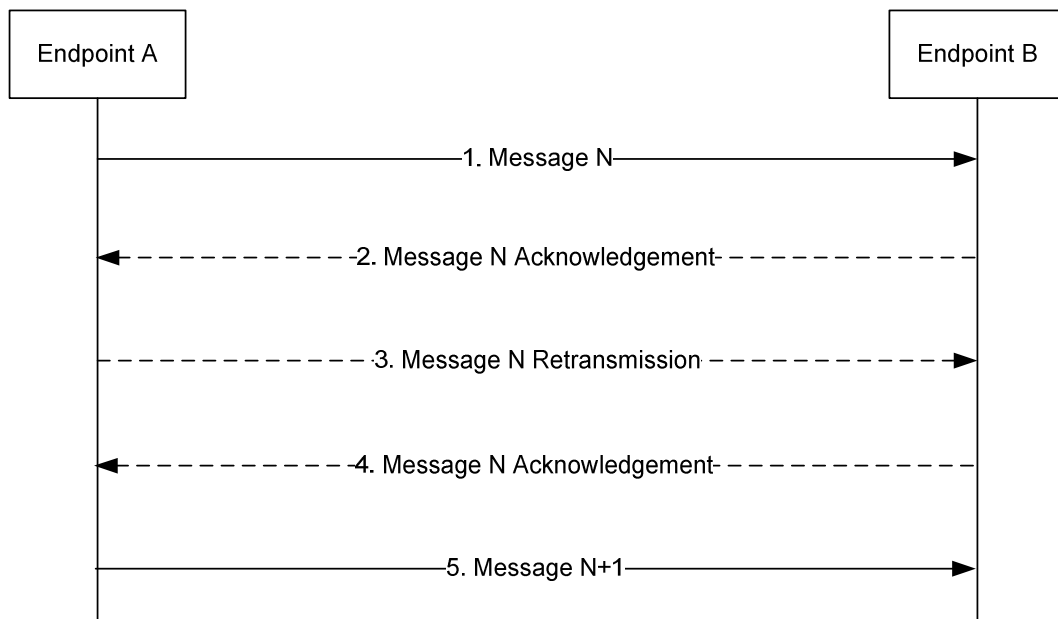 Endpoint A
Endpoint B
1. Message N
2. Message N Acknowledgement
3. Message N Retransmission
4. Message N Acknowledgement
5. Message N+1